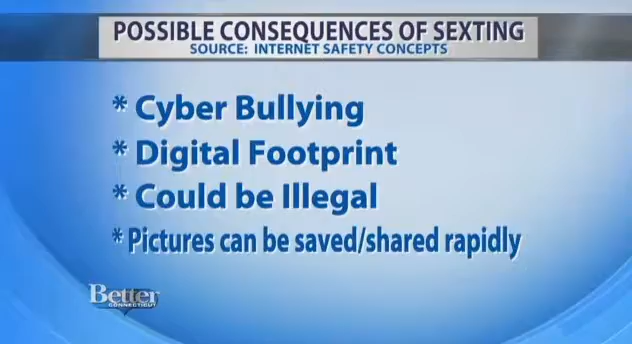 POSSIBLE CONSEQUENCES OF SEXTING
SOURCE: INTERNET SAFETY CONCEPTS
* Cyber Bullying
* Digital Footprint
* Could be Illegal
* Pictures can be saved/shared rapidly
Better
CONNECTICUT